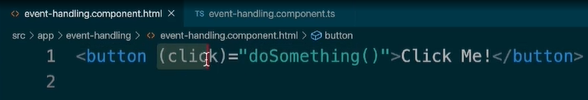 event-handling.component.html × TS event-handling.component.ts
src > app > event-handling > event-handling.component.html > button
1 <button (click)="doSomething()">Click Me!</button>
2